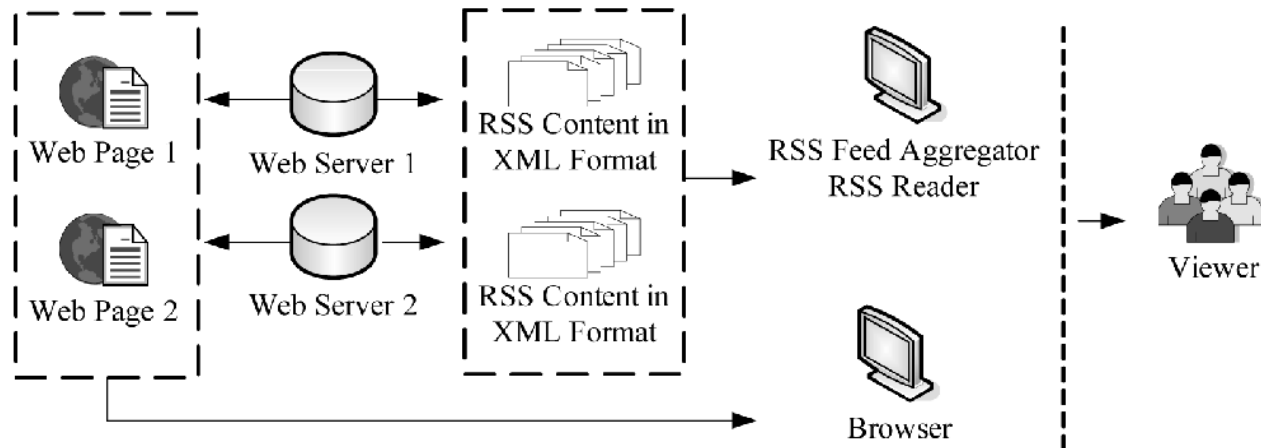 Web Page 1
Web Server 1
RSS Content in
XML Format
RSS Feed Aggregator
RSS Reader
Web Page 2
Web Server 2
RSS Content in
XML Format
Viewer
Browser